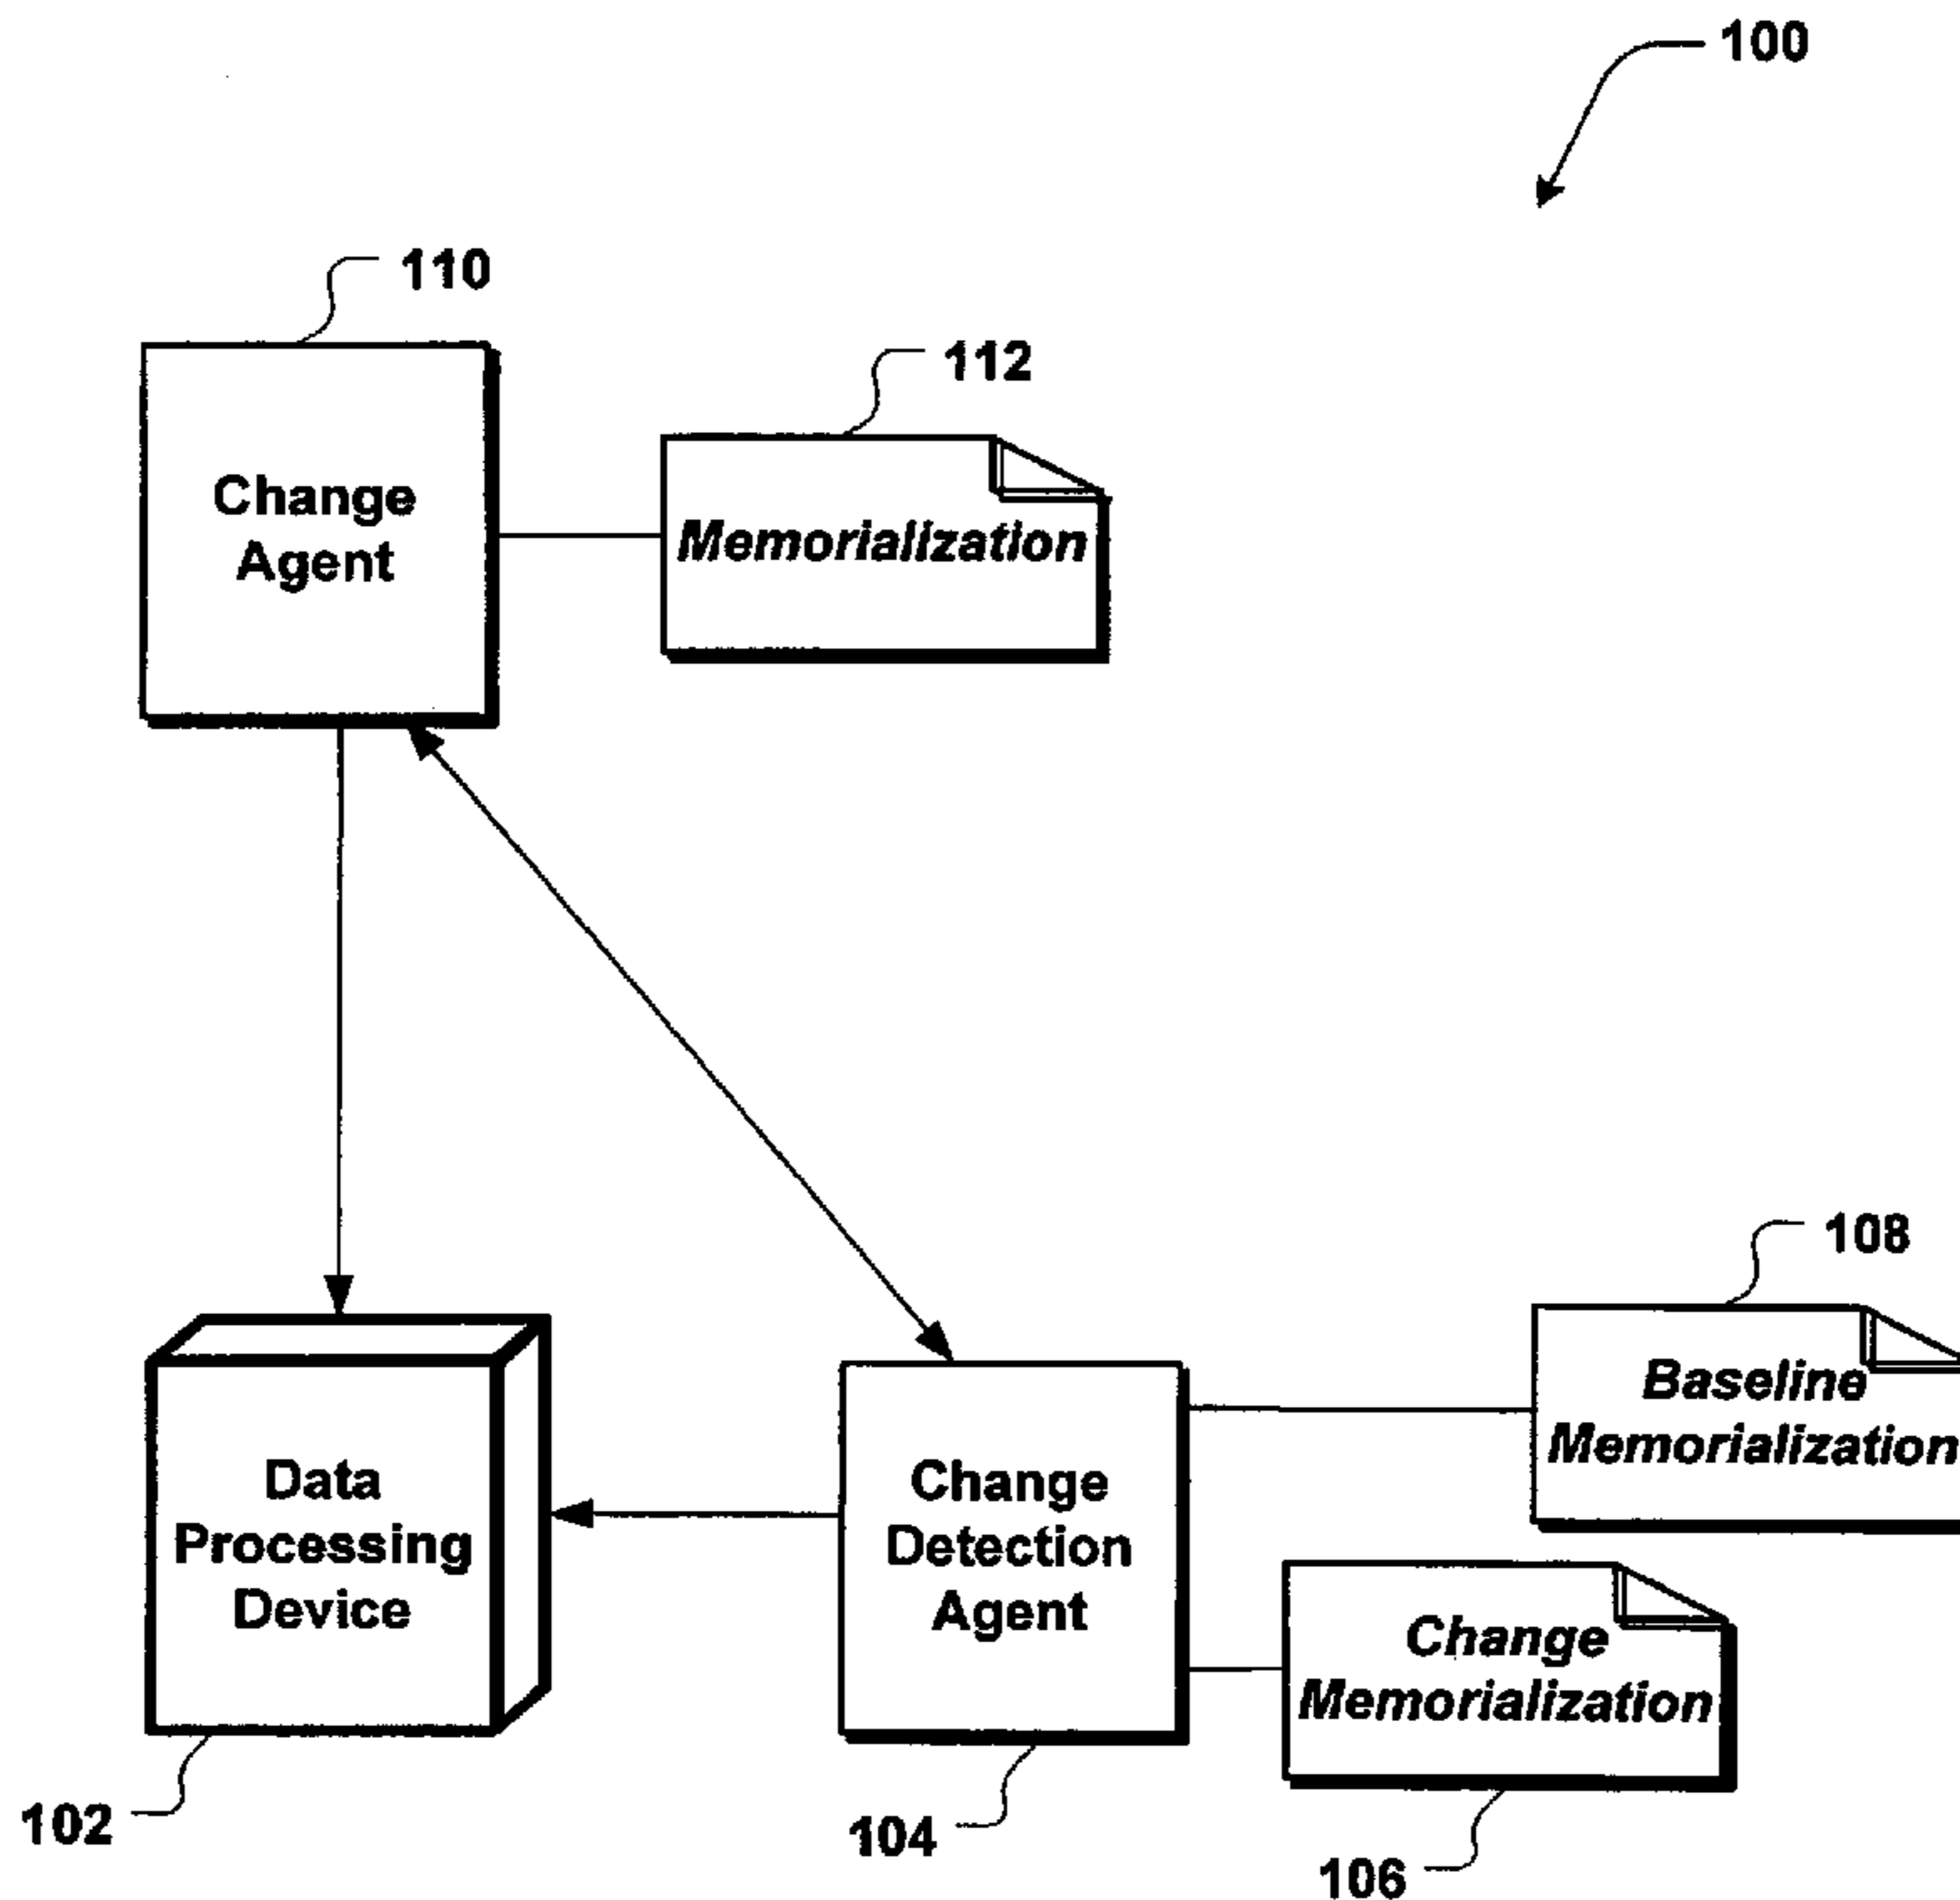 100
110
112
Change
Agent
Memorialization
108
Baseline
Memorialization
Data
Processing
Device
Change
Detection
Agent
Change
Memorialization
102
104
106